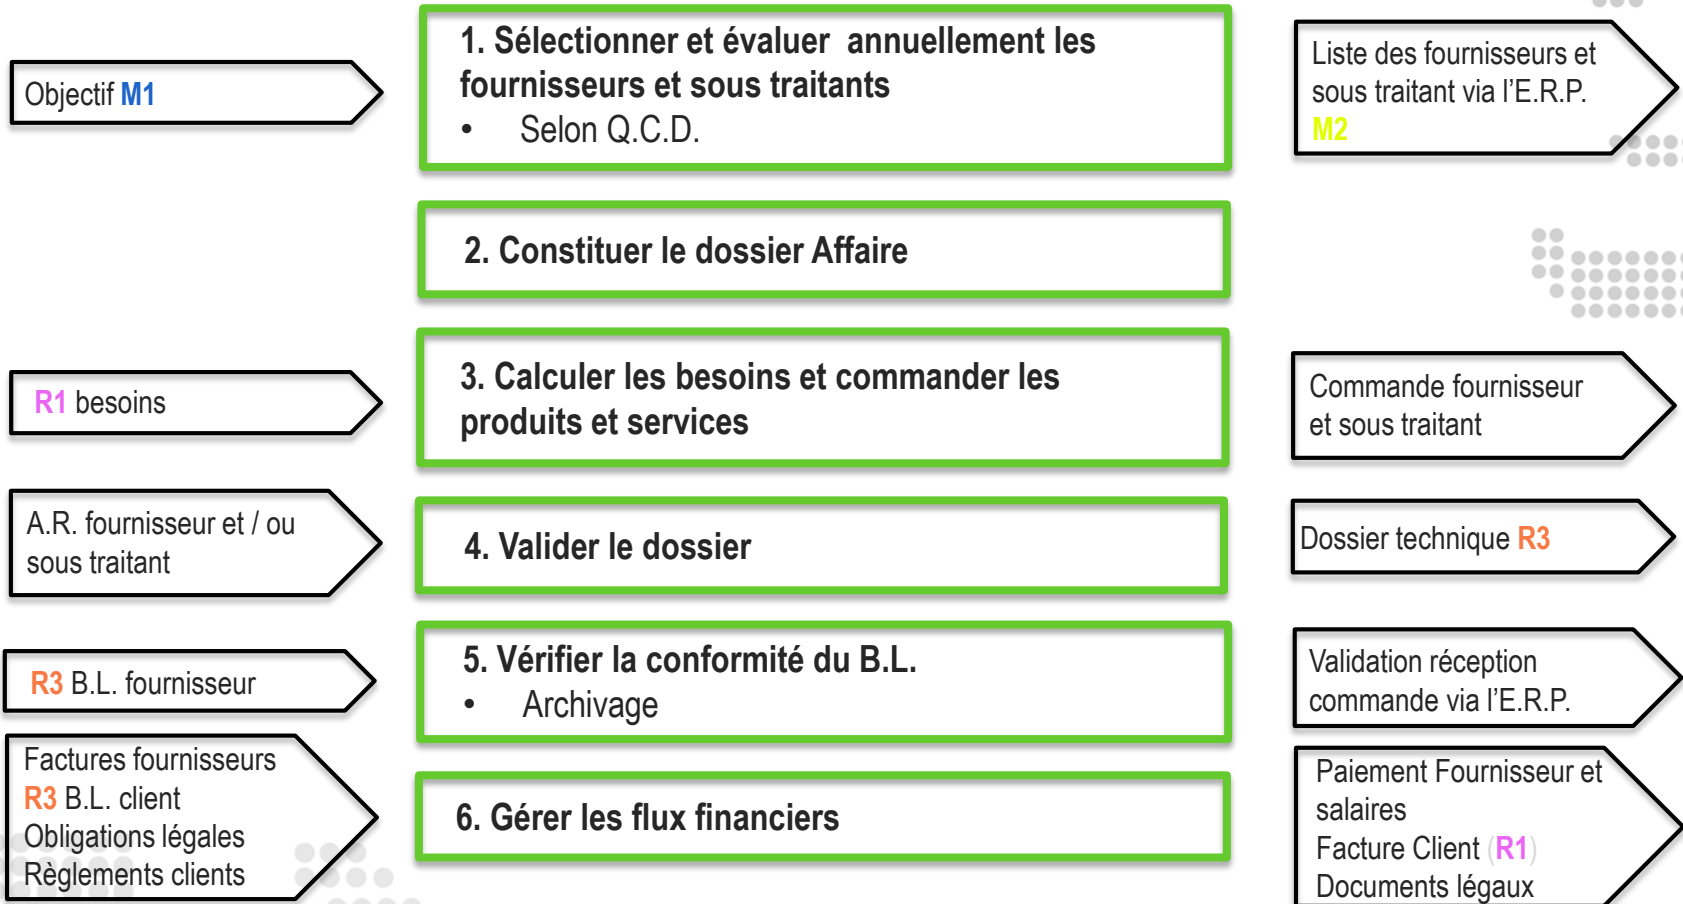 Objectif M1
1. Sélectionner et évaluer annuellement les
fournisseurs et sous traitants
• Selon Q.C.D.
Liste des fournisseurs et
sous traitant via l'E.R.P.
M2
2. Constituer le dossier Affaire
R1 besoins
3. Calculer les besoins et commander les
produits et services
Commande fournisseur
et sous traitant
A.R. fournisseur et / ou
sous traitant
4. Valider le dossier
Dossier technique R3
R3 B.L. fournisseur
5. Vérifier la conformité du B.L.
• Archivage
Validation réception
commande via l'E.R.P.
Factures fournisseurs
R3 B.L. client
Obligations légales
Règlements clients
6. Gérer les flux financiers
Paiement Fournisseur et
salaires
Facture Client (R1)
Documents légaux